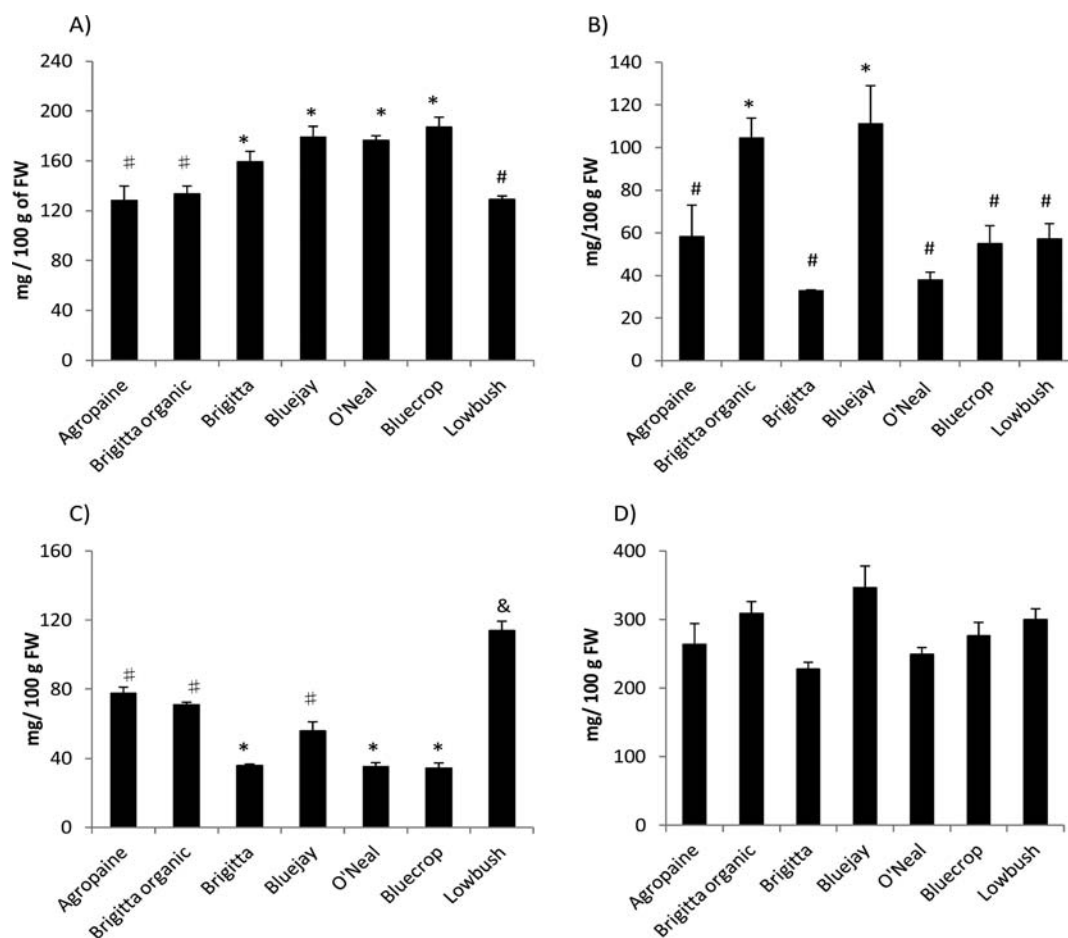 A)
mg / 100 g of FW
240
200
160
120
80
40
0
# # * * * * #
Agropaine
Brigitta organic
Brigitta
Bluejay
O'Neal
Bluecrop
Lowbush
B)
mg/100 g FW
140
120
100
80
60
40
20
0
# * # * # # #
Agropaine
Brigitta organic
Brigitta
Bluejay
O'Neal
Bluecrop
Lowbush
C)
mg/ 100 g FW
160
120
80
40
0
# # * # * * &
Agropaine
Brigitta organic
Brigitta
Bluejay
O'Neal
Bluecrop
Lowbush
D)
mg/ 100 g FW
400
300
200
100
0
Agropaine
Brigitta organic
Brigitta
Bluejay
O'Neal
Bluecrop
Lowbush